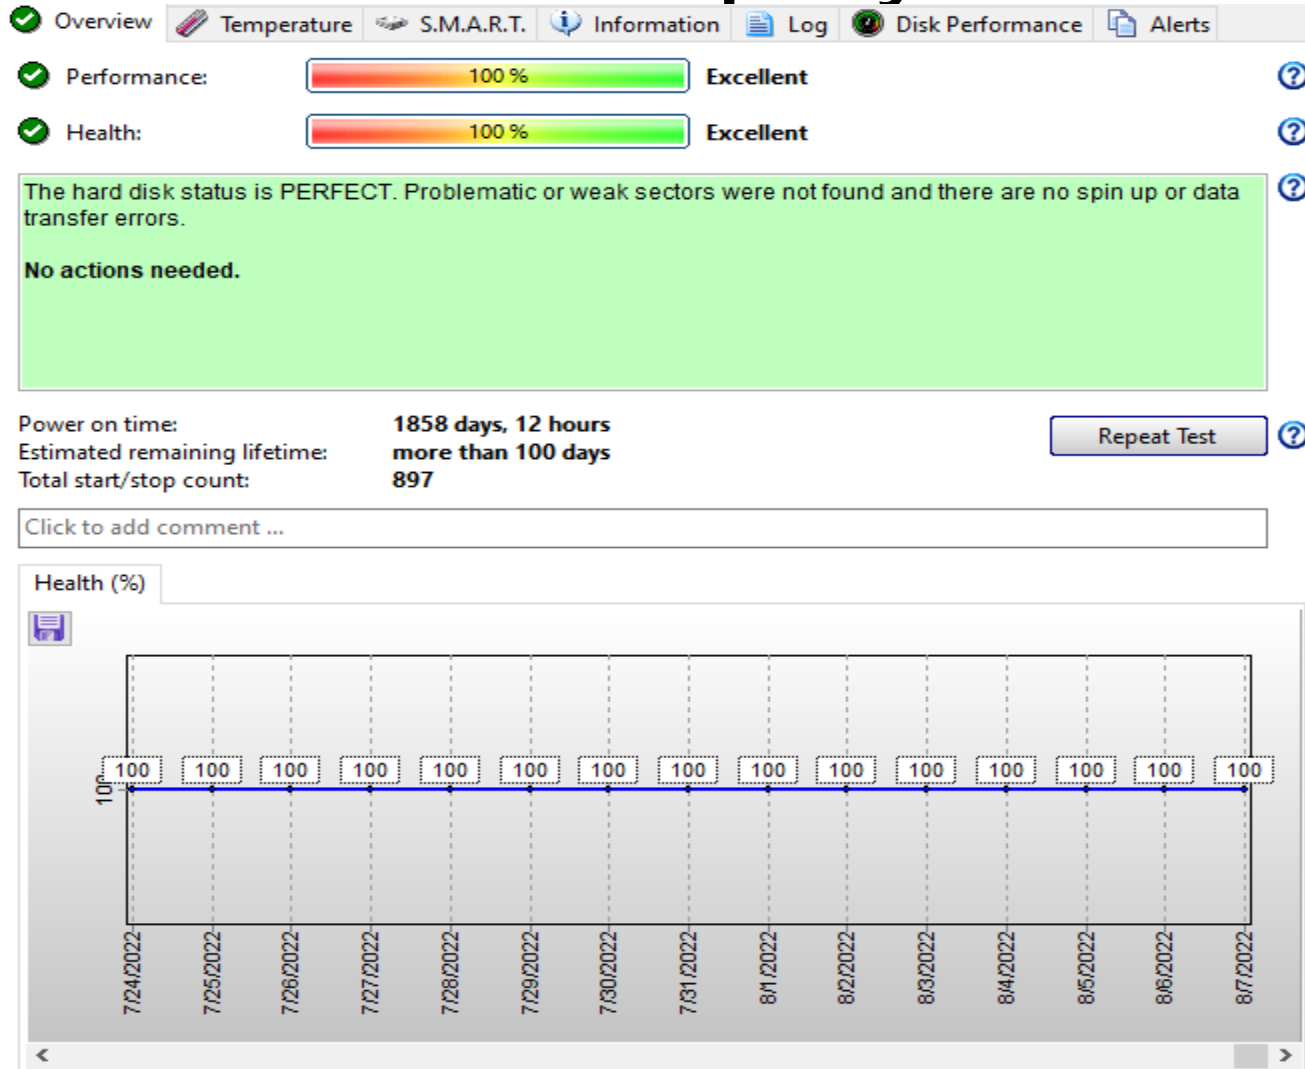 Overview Temperature S.M.A.R.T. Information Log Disk Performance Alerts
Performance: 100 % Excellent
Health: 100 % Excellent
The hard disk status is PERFECT. Problematic or weak sectors were not found and there are no spin up or data
transfer errors.
No actions needed.
Power on time: 1858 days, 12 hours
Estimated remaining lifetime: more than 100 days
Total start/stop count: 897
Repeat Test
Click to add comment ...
Health (%)
100 100 100 100 100 100 100 100 100 100 100 100 100 100 100
100
7/24/2022 7/25/2022 7/26/2022 7/27/2022 7/28/2022 7/29/2022 7/30/2022 7/31/2022 8/1/2022 8/2/2022 8/3/2022 8/4/2022 8/5/2022 8/6/2022 8/7/2022